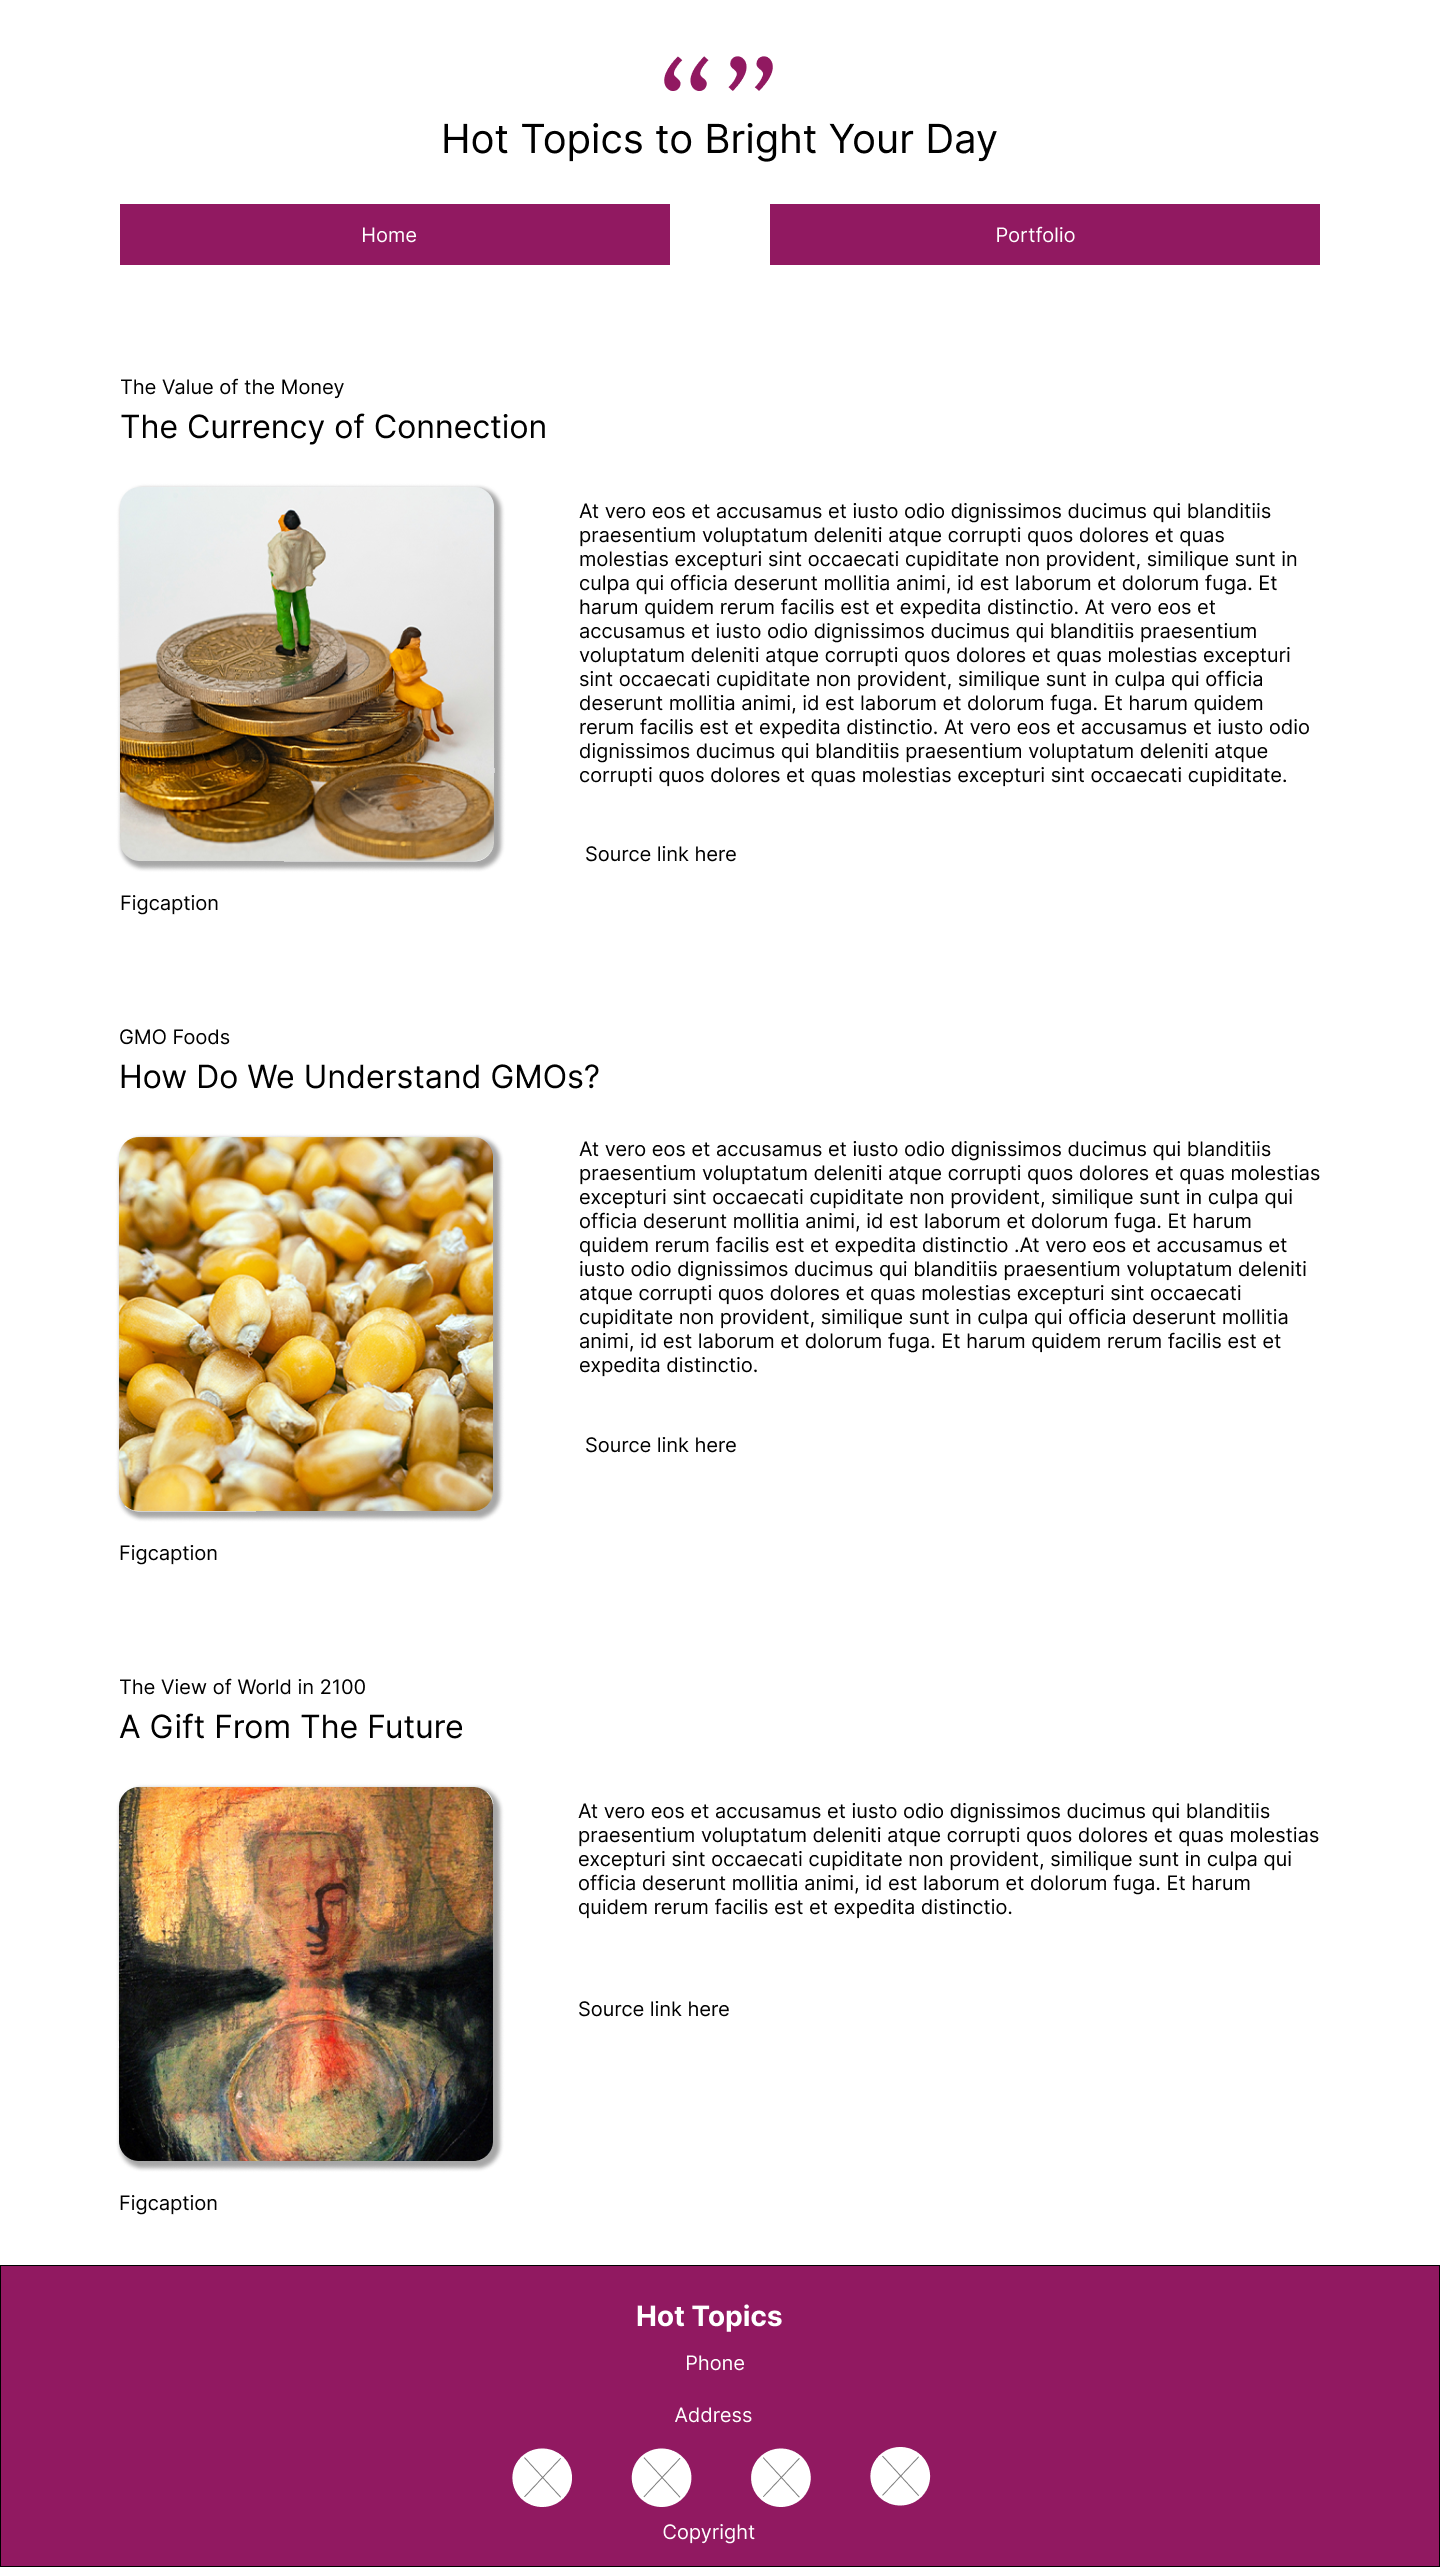 “ ”
Hot Topics to Bright Your Day
Home
Portfolio
The Value of the Money
The Currency of Connection
At vero eos et accusamus et iusto odio dignissimos ducimus qui blanditiis
praesentium voluptatum deleniti atque corrupti quos dolores et quas
molestias excepturi sint occaecati cupiditate non provident, similique sunt in
culpa qui officia deserunt mollitia animi, id est laborum et dolorum fuga. Et
harum quidem rerum facilis est et expedita distinctio. At vero eos et
accusamus et iusto odio dignissimos ducimus qui blanditiis praesentium
voluptatum deleniti atque corrupti quos dolores et quas molestias excepturi
sint occaecati cupiditate non provident, similique sunt in culpa qui officia
deserunt mollitia animi, id est laborum et dolorum fuga. Et harum quidem
rerum facilis est et expedita distinctio. At vero eos et accusamus et iusto odio
dignissimos ducimus qui blanditiis praesentium voluptatum deleniti atque
corrupti quos dolores et quas molestias excepturi sint occaecati cupiditate.
Source link here
Figcaption
GMO Foods
How Do We Understand GMOs?
At vero eos et accusamus et iusto odio dignissimos ducimus qui blanditiis
praesentium voluptatum deleniti atque corrupti quos dolores et quas molestias
excepturi sint occaecati cupiditate non provident, similique sunt in culpa qui
officia deserunt mollitia animi, id est laborum et dolorum fuga. Et harum
quidem rerum facilis est et expedita distinctio .At vero eos et accusamus et
iusto odio dignissimos ducimus qui blanditiis praesentium voluptatum deleniti
atque corrupti quos dolores et quas molestias excepturi sint occaecati
cupiditate non provident, similique sunt in culpa qui officia deserunt mollitia
animi, id est laborum et dolorum fuga. Et harum quidem rerum facilis est et
expedita distinctio.
Source link here
Figcaption
The View of World in 2100
A Gift From The Future
At vero eos et accusamus et iusto odio dignissimos ducimus qui blanditiis
praesentium voluptatum deleniti atque corrupti quos dolores et quas molestias
excepturi sint occaecati cupiditate non provident, similique sunt in culpa qui
officia deserunt mollitia animi, id est laborum et dolorum fuga. Et harum
quidem rerum facilis est et expedita distinctio.
Source link here
Figcaption
Hot Topics
Phone
Address
Copyright